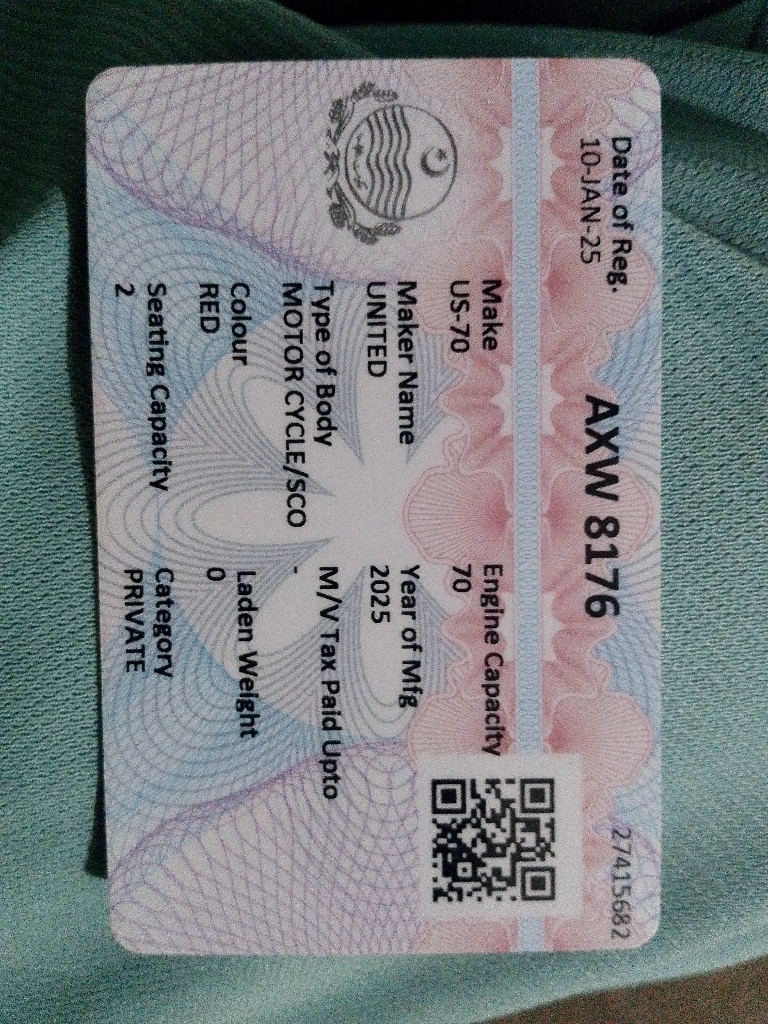 Date of Reg.
10-JAN-25
AXW 8176
27415682
Make
US-70
Engine Capacity
70
Maker Name
UNITED
Year of Mfg
2025
Type of Body
MOTOR CYCLE/SCO
M/V Tax Paid Upto
-
Colour
RED
Laden Weight
0
Seating Capacity
2
Category
PRIVATE